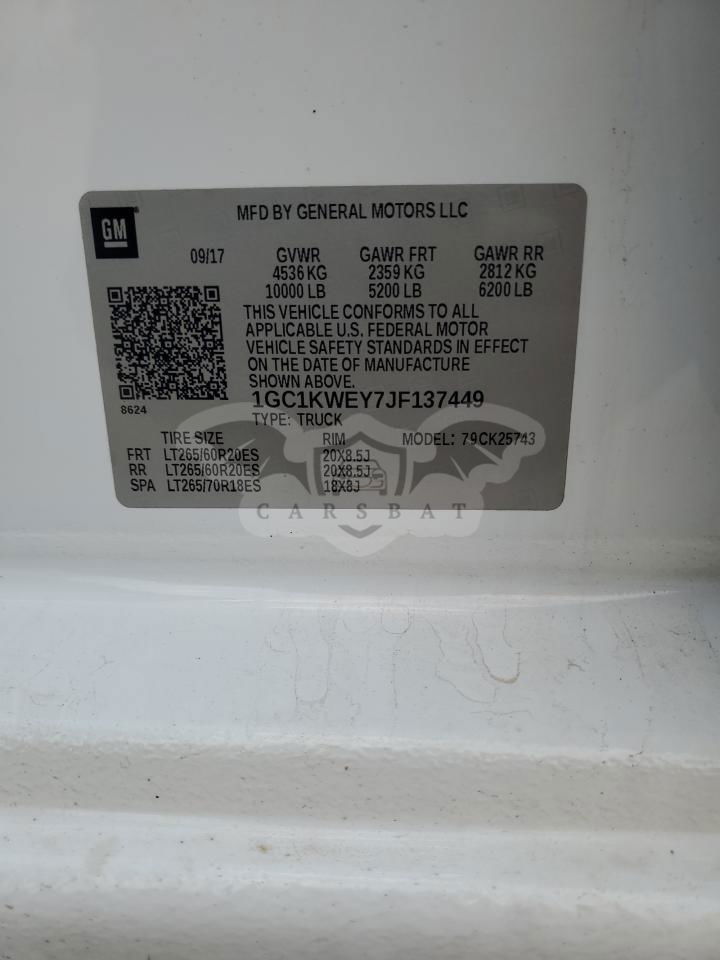 GM
MFD BY GENERAL MOTORS LLC
09/17 GVWR GAWR FRT GAWR RR
4536 KG 2359 KG 2812 KG
10000 LB 5200 LB 6200 LB
THIS VEHICLE CONFORMS TO ALL
APPLICABLE U.S. FEDERAL MOTOR
VEHICLE SAFETY STANDARDS IN EFFECT
ON THE DATE OF MANUFACTURE
SHOWN ABOVE.
8624
1GC1KWEY7JF137449
TYPE: TRUCK
TIRE SIZE RIM MODEL: 79CK25743
FRT LT265/60R20ES 20X8.5J
RR LT265/60R20ES 20X8.5J
SPA LT265/70R18ES 18X8J
CARSBAT